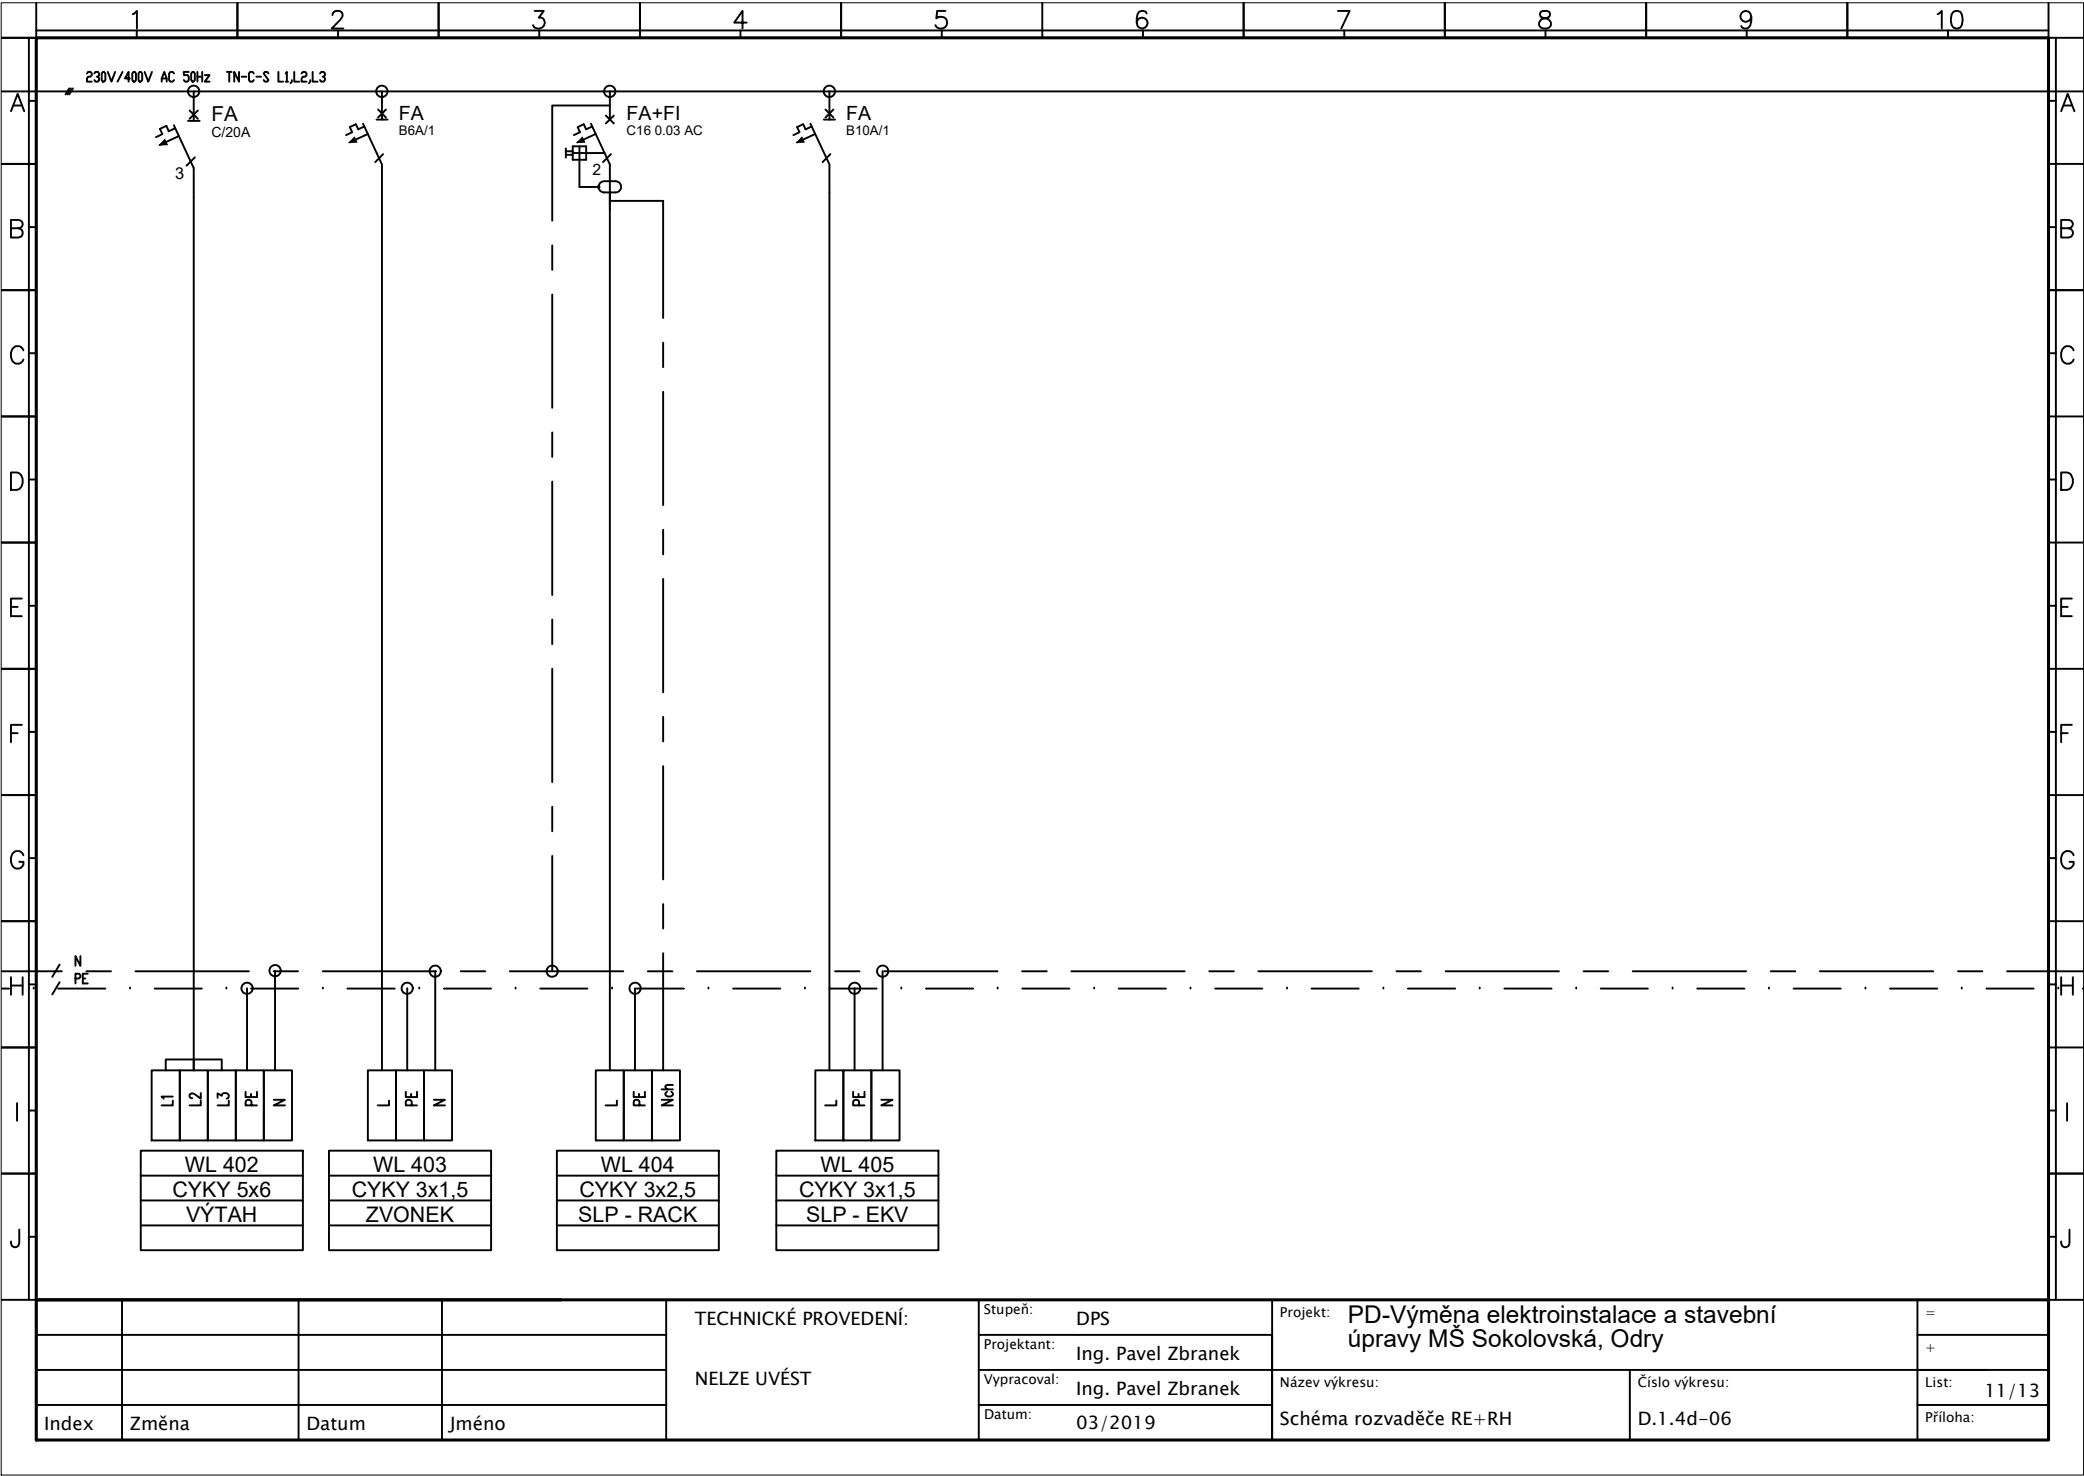 1 2 3 4 5 6 7 8 9 10
230V/400V AC 50Hz TN-C-S L1,L2,L3
A A
FA
C/20A
3
FA
B6A/1
FA+FI
C16 0.03 AC
2
FA
B10A/1
B B
C C
D D
E E
F F
G G
N
PE
H H
L1 L2 L3 PE N
L PE N
L PE Nch
L PE N
I I
WL 402
CYKY 5x6
VÝTAH
WL 403
CYKY 3x1,5
ZVONEK
WL 404
CYKY 3x2,5
SLP - RACK
WL 405
CYKY 3x1,5
SLP - EKV
J J
Index Změna Datum Jméno
TECHNICKÉ PROVEDENÍ:
NELZE UVÉST
Stupeň: DPS
Projektant: Ing. Pavel Zbranek
Vypracoval: Ing. Pavel Zbranek
Datum: 03/2019
Projekt: PD-Výměna elektroinstalace a stavební
úpravy MŠ Sokolovská, Odry
Název výkresu:
Schéma rozvaděče RE+RH
Číslo výkresu:
D.1.4d-06
=
+
List: 11/13
Příloha: